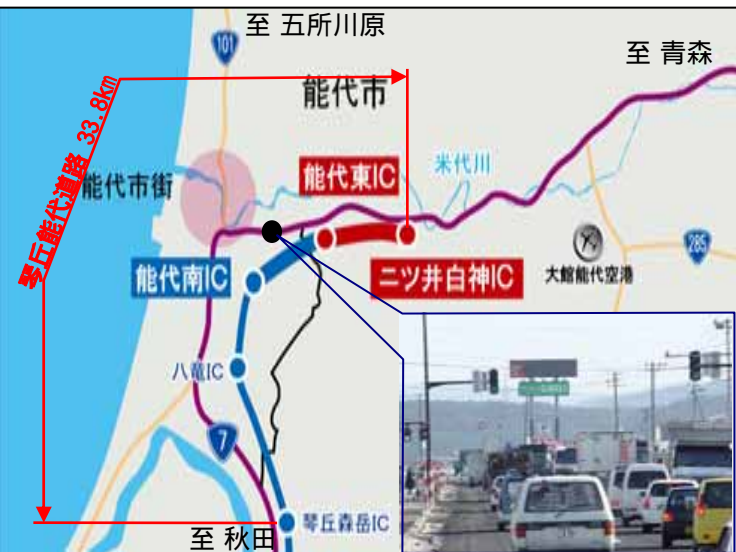 至 五所川原
101
至 青森
能代市
琴丘能代道路 33.8km
米代川
能代東IC
能代市街
285
能代南IC
二ツ井白神IC
大館能代空港
八竜IC
7
琴丘森岳IC
至 秋田